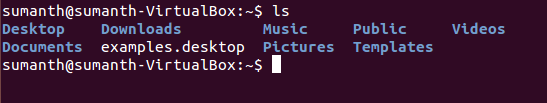 sumanth@sumanth-VirtualBox:~$ ls
Desktop    Downloads         Music     Public     Videos
Documents  examples.desktop  Pictures  Templates
sumanth@sumanth-VirtualBox:~$